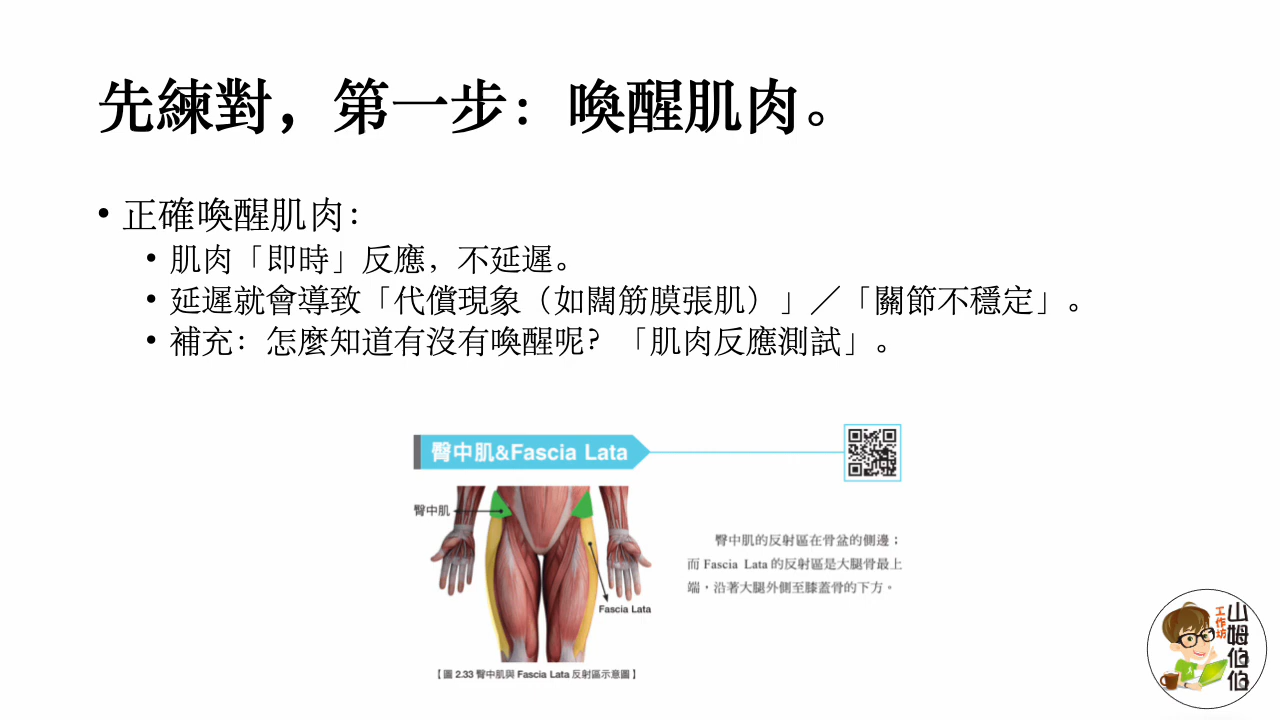 先練對，第一步：喚醒肌肉。
• 正確喚醒肌肉：
• 肌肉「即時」反應，不延遲。
• 延遲就會導致「代償現象（如闊筋膜張肌）」／「關節不穩定」。
• 補充：怎麼知道有沒有喚醒呢？「肌肉反應測試」。
臀中肌&Fascia Lata
臀中肌
Fascia Lata
臀中肌的反射區在骨盆的側邊；
而 Fascia Lata 的反射區是大腿骨最上
端，沿著大腿外側至膝蓋骨的下方。
【圖 2.33 臀中肌與 Fascia Lata 反射區示意圖】
山姆伯伯
工作坊